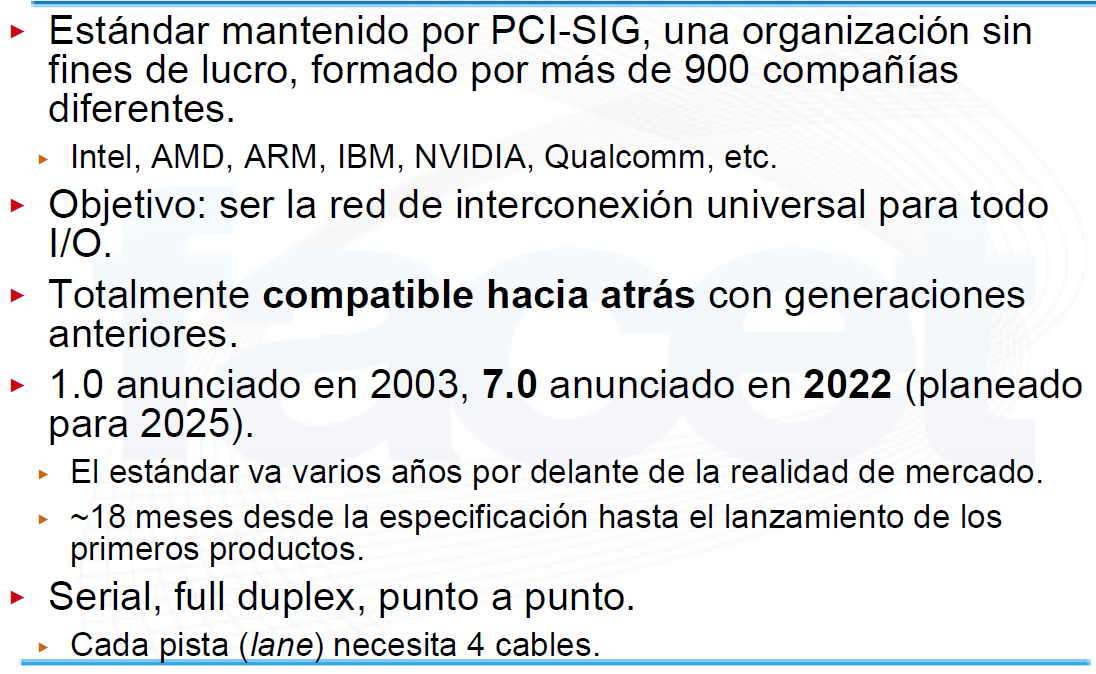 Estándar mantenido por PCI-SIG, una organización sin
fines de lucro, formado por más de 900 compañías
diferentes.
Intel, AMD, ARM, IBM, NVIDIA, Qualcomm, etc.
Objetivo: ser la red de interconexión universal para todo
I/O.
Totalmente compatible hacia atrás con generaciones
anteriores.
1.0 anunciado en 2003, 7.0 anunciado en 2022 (planeado
para 2025).
El estándar va varios años por delante de la realidad de mercado.
~18 meses desde la especificación hasta el lanzamiento de los
primeros productos.
Serial, full duplex, punto a punto.
Cada pista (lane) necesita 4 cables.
facet